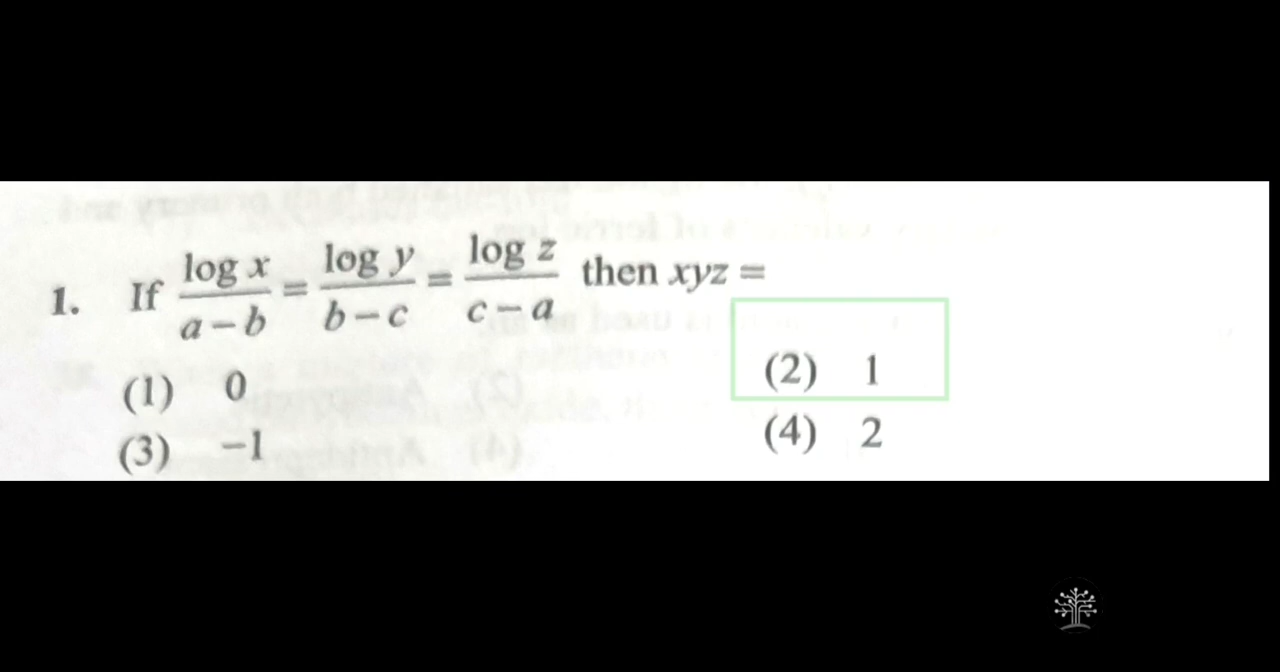 1. If log x / a – b = log y / b – c = log z / c – a then xyz =
(1) 0 (2) 1
(3) –1 (4) 2